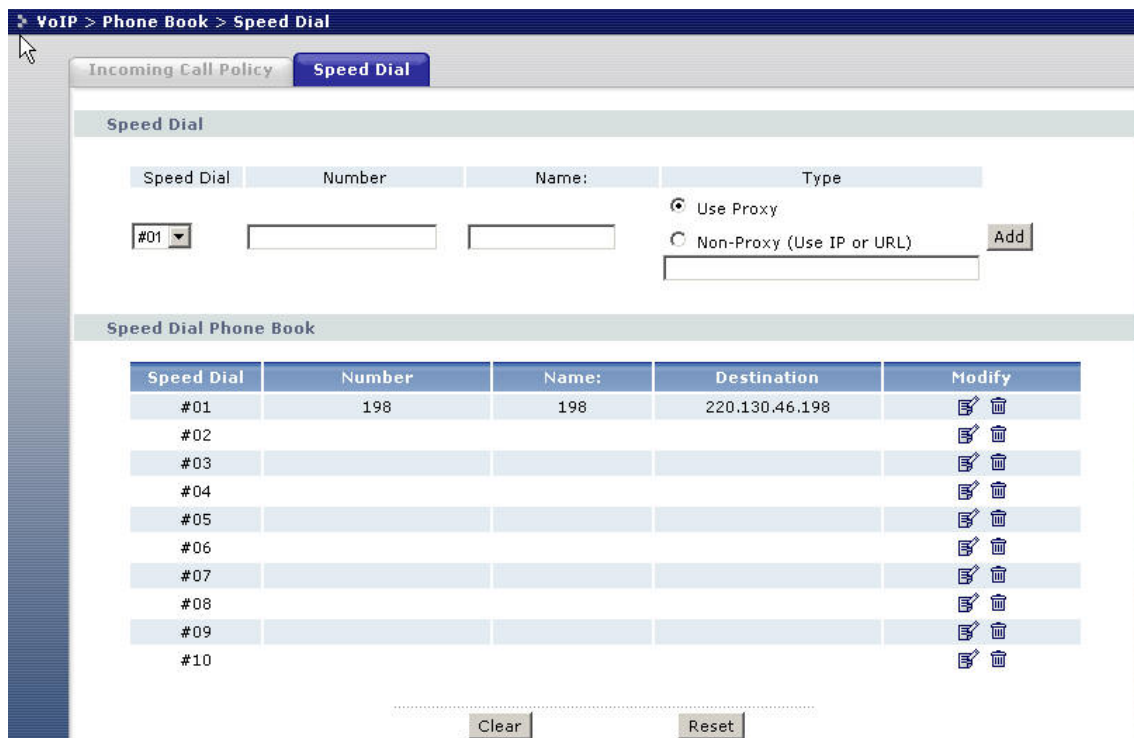 VoIP > Phone Book > Speed Dial
Incoming Call Policy Speed Dial
Speed Dial
Speed Dial Number Name: Type
#01 Use Proxy
Non-Proxy (Use IP or URL) Add
Speed Dial Phone Book
Speed Dial Number Name: Destination Modify
#01 198 198 220.130.46.198
#02
#03
#04
#05
#06
#07
#08
#09
#10
Clear Reset